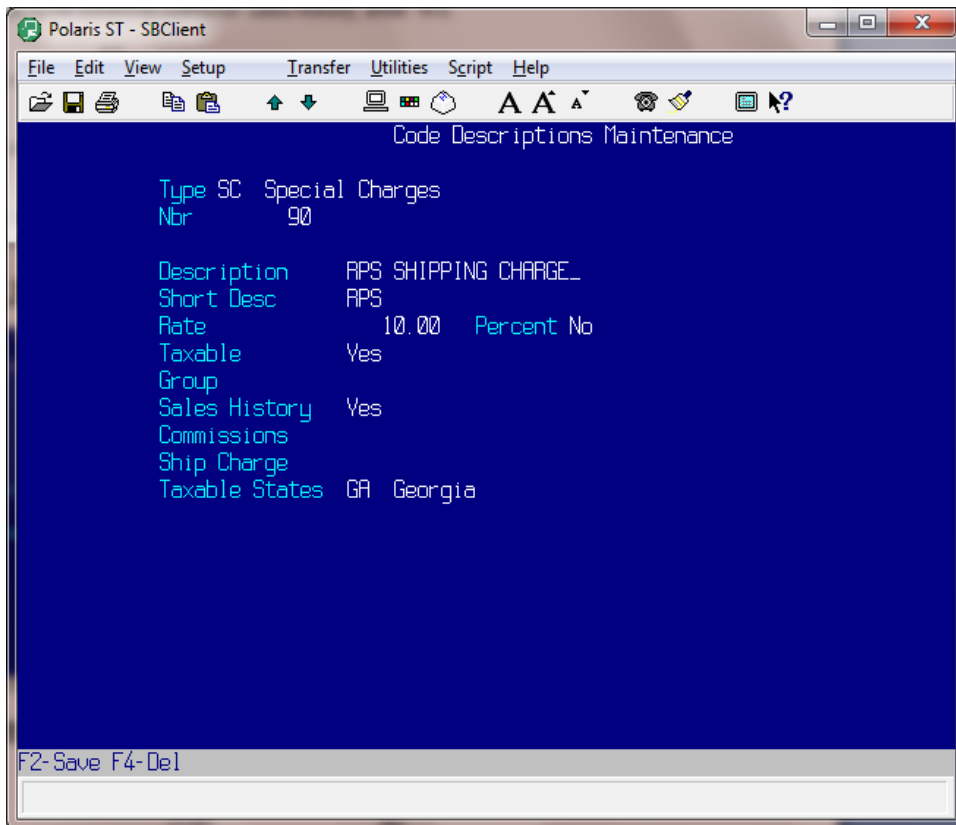 Polaris ST - SBClient
File Edit View Setup Transfer Utilities Script Help
Code Descriptions Maintenance
Type SC Special Charges
Nbr 90
Description RPS SHIPPING CHARGE_
Short Desc RPS
Rate 10.00 Percent No
Taxable Yes
Group
Sales History Yes
Commissions
Ship Charge
Taxable States GA Georgia
F2-Save F4-Del